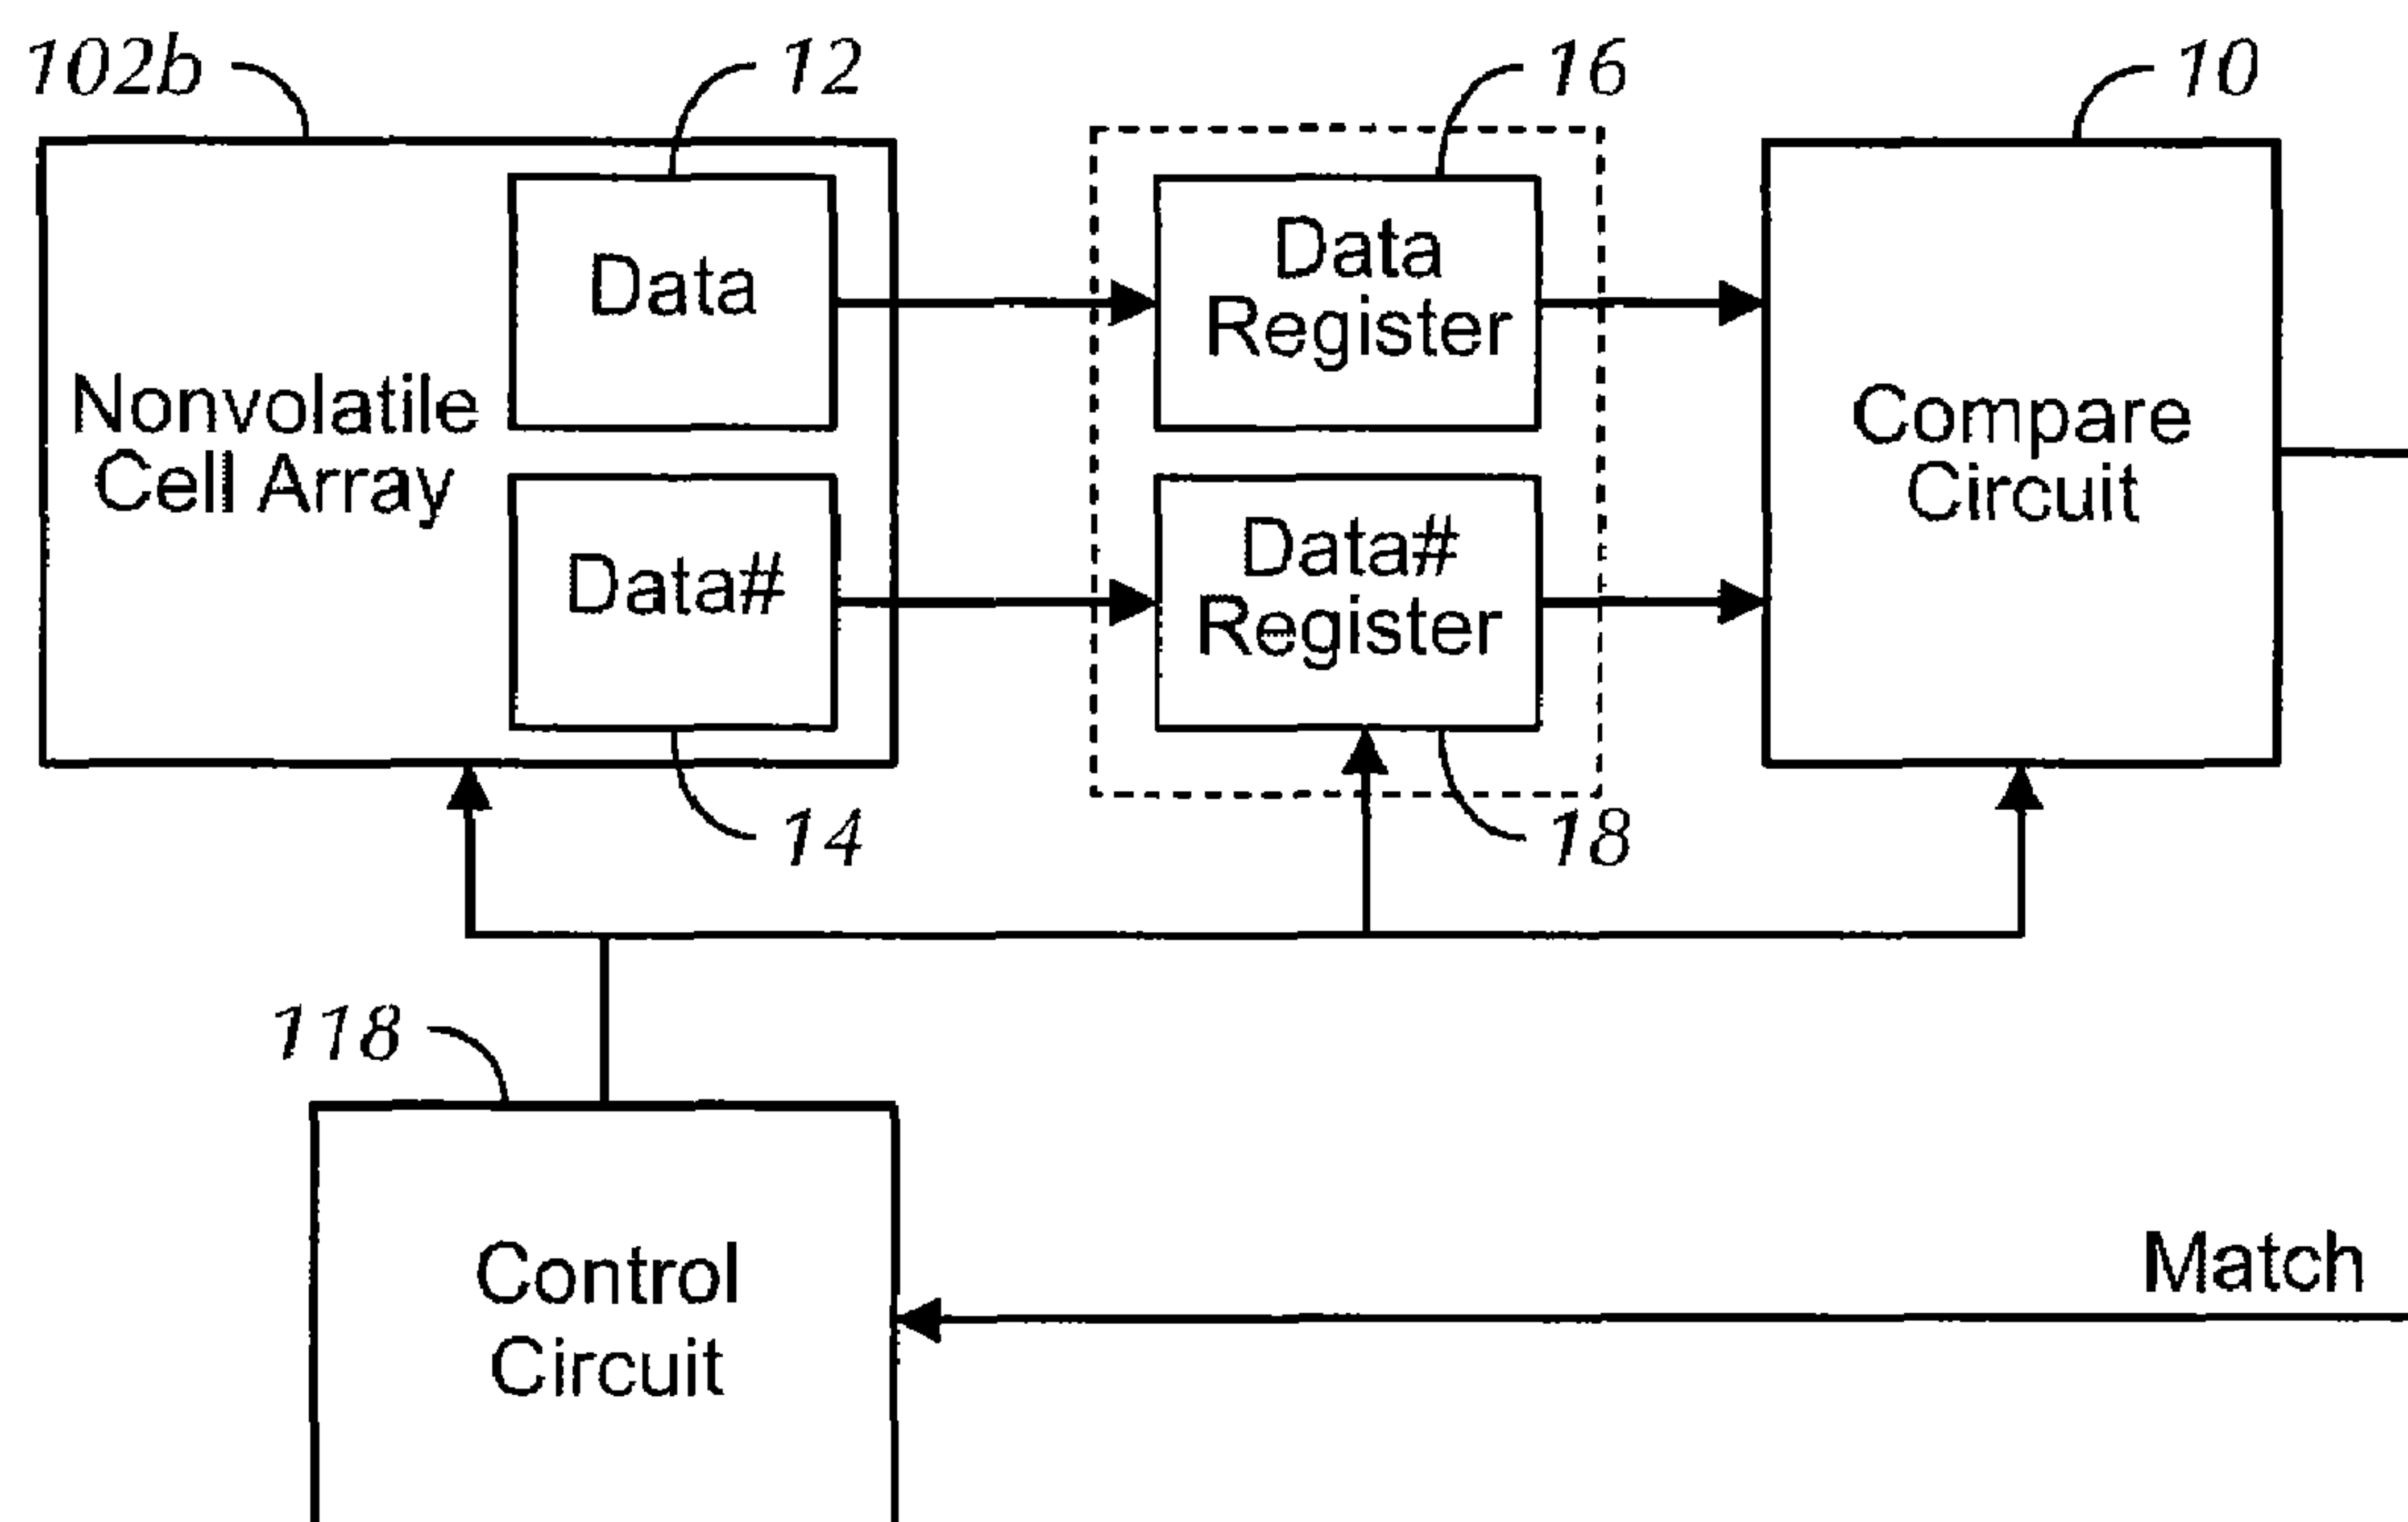 102b
12
16
10
Data
Data
Register
Nonvolatile
Cell Array
Compare
Circuit
Data#
Data#
Register
14
18
118
Control
Circuit
Match